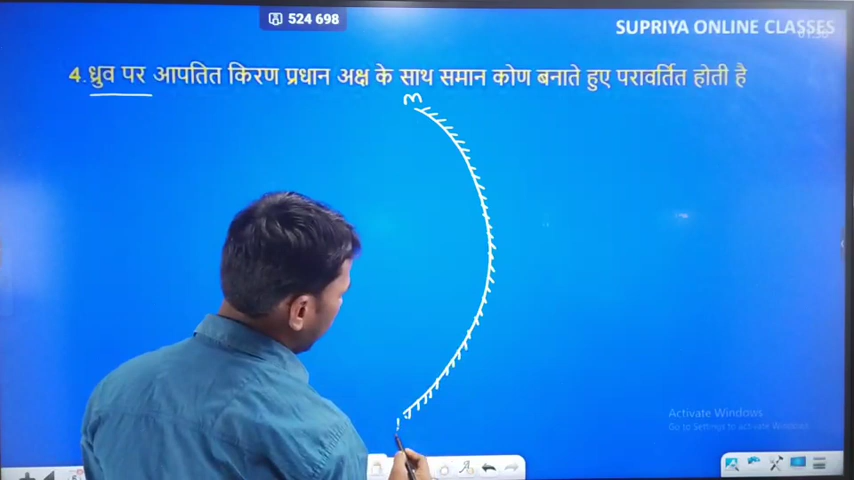 524 698
SUPRIYA ONLINE CLASSES
4. ध्रुव पर आपतित किरण प्रधान अक्ष के साथ समान कोण बनाते हुए परावर्तित होती है
M
Activate Windows
Go to Settings to activate Windows.